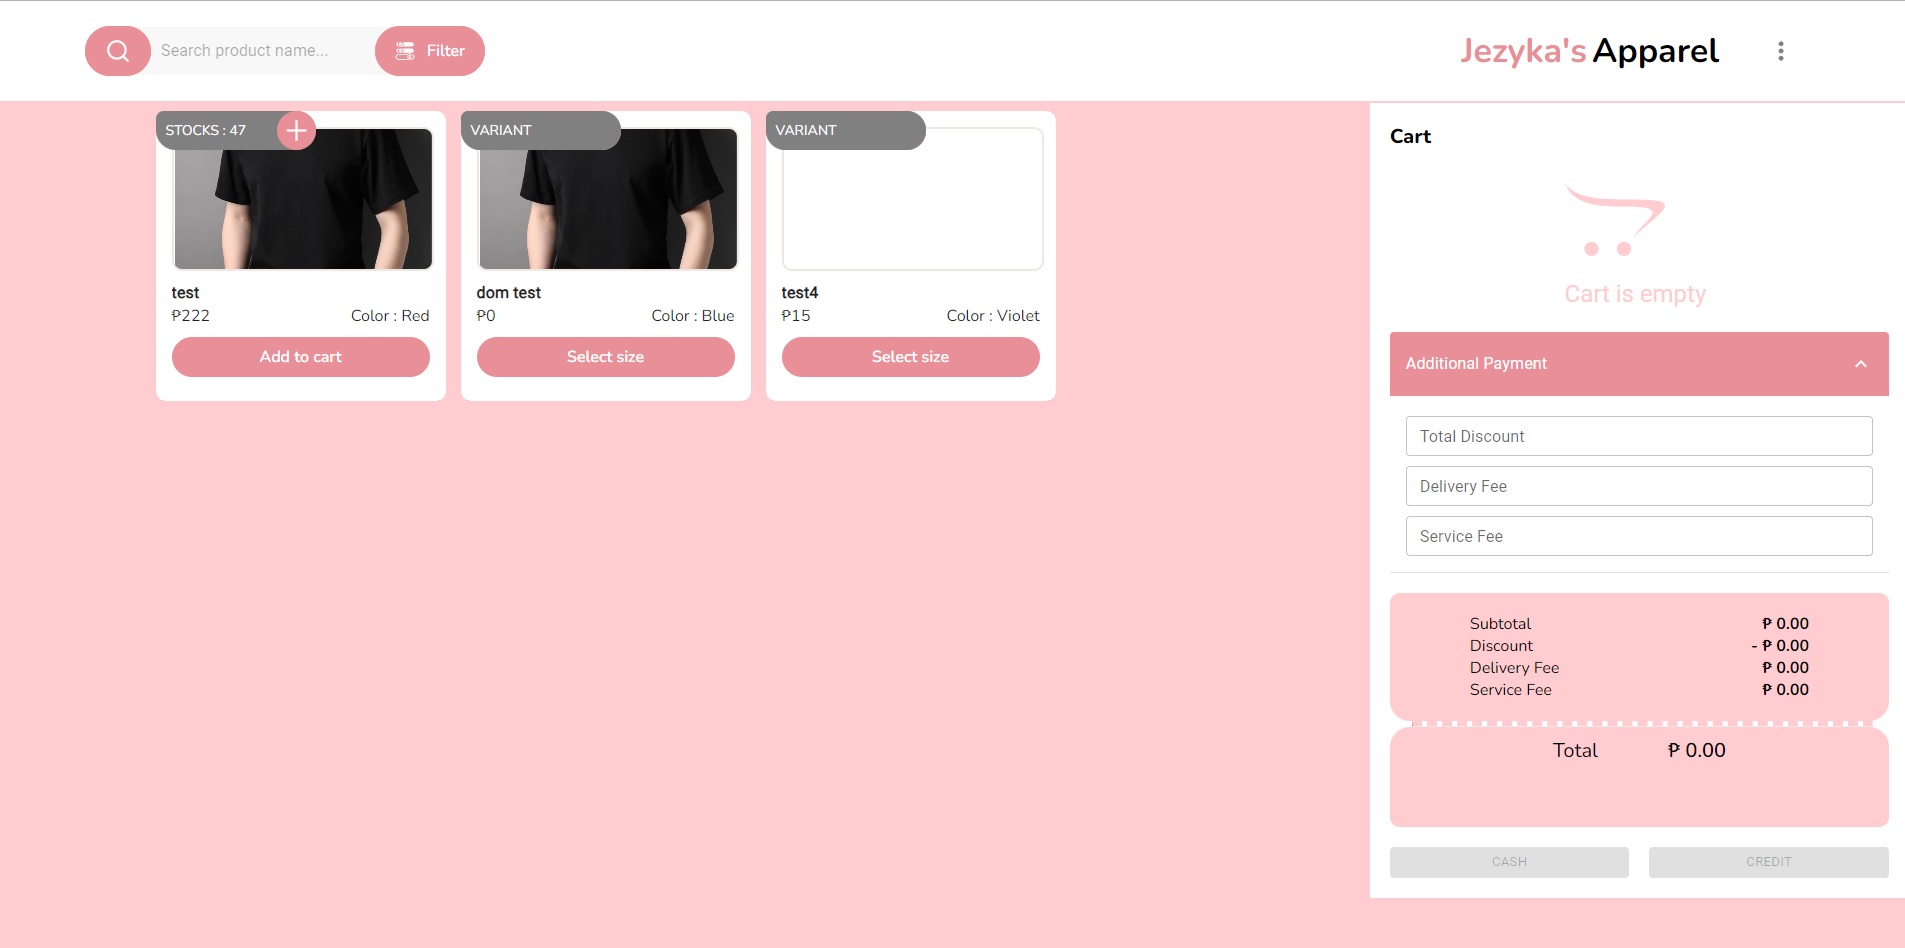 Search product name...
Filter
Jezyka's Apparel
STOCKS : 47
VARIANT
VARIANT
test
₱222 Color : Red
Add to cart
dom test
₱0 Color : Blue
Select size
test4
₱15 Color : Violet
Select size
Cart
Cart is empty
Additional Payment
Total Discount
Delivery Fee
Service Fee
Subtotal ₱ 0.00
Discount - ₱ 0.00
Delivery Fee ₱ 0.00
Service Fee ₱ 0.00
Total ₱ 0.00
CASH
CREDIT